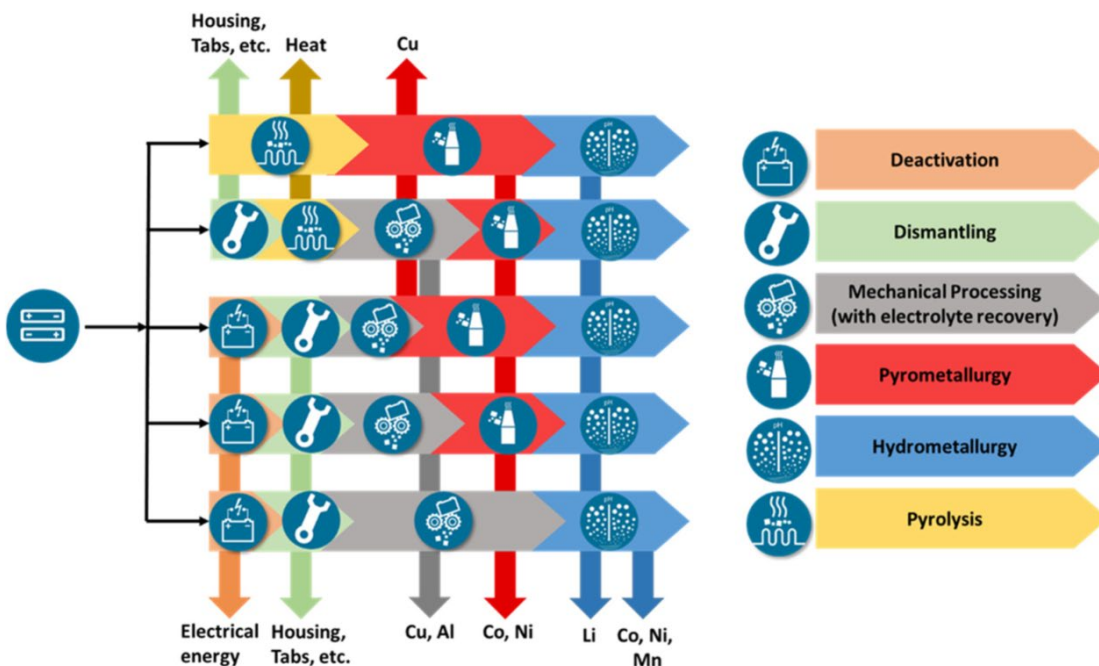 Housing,
Tabs, etc.
Heat
Cu
Electrical
energy
Housing,
Tabs, etc.
Cu, Al
Co, Ni
Li
Co, Ni,
Mn
Deactivation
Dismantling
Mechanical Processing
(with electrolyte recovery)
Pyrometallurgy
pH
Hydrometallurgy
Pyrolysis